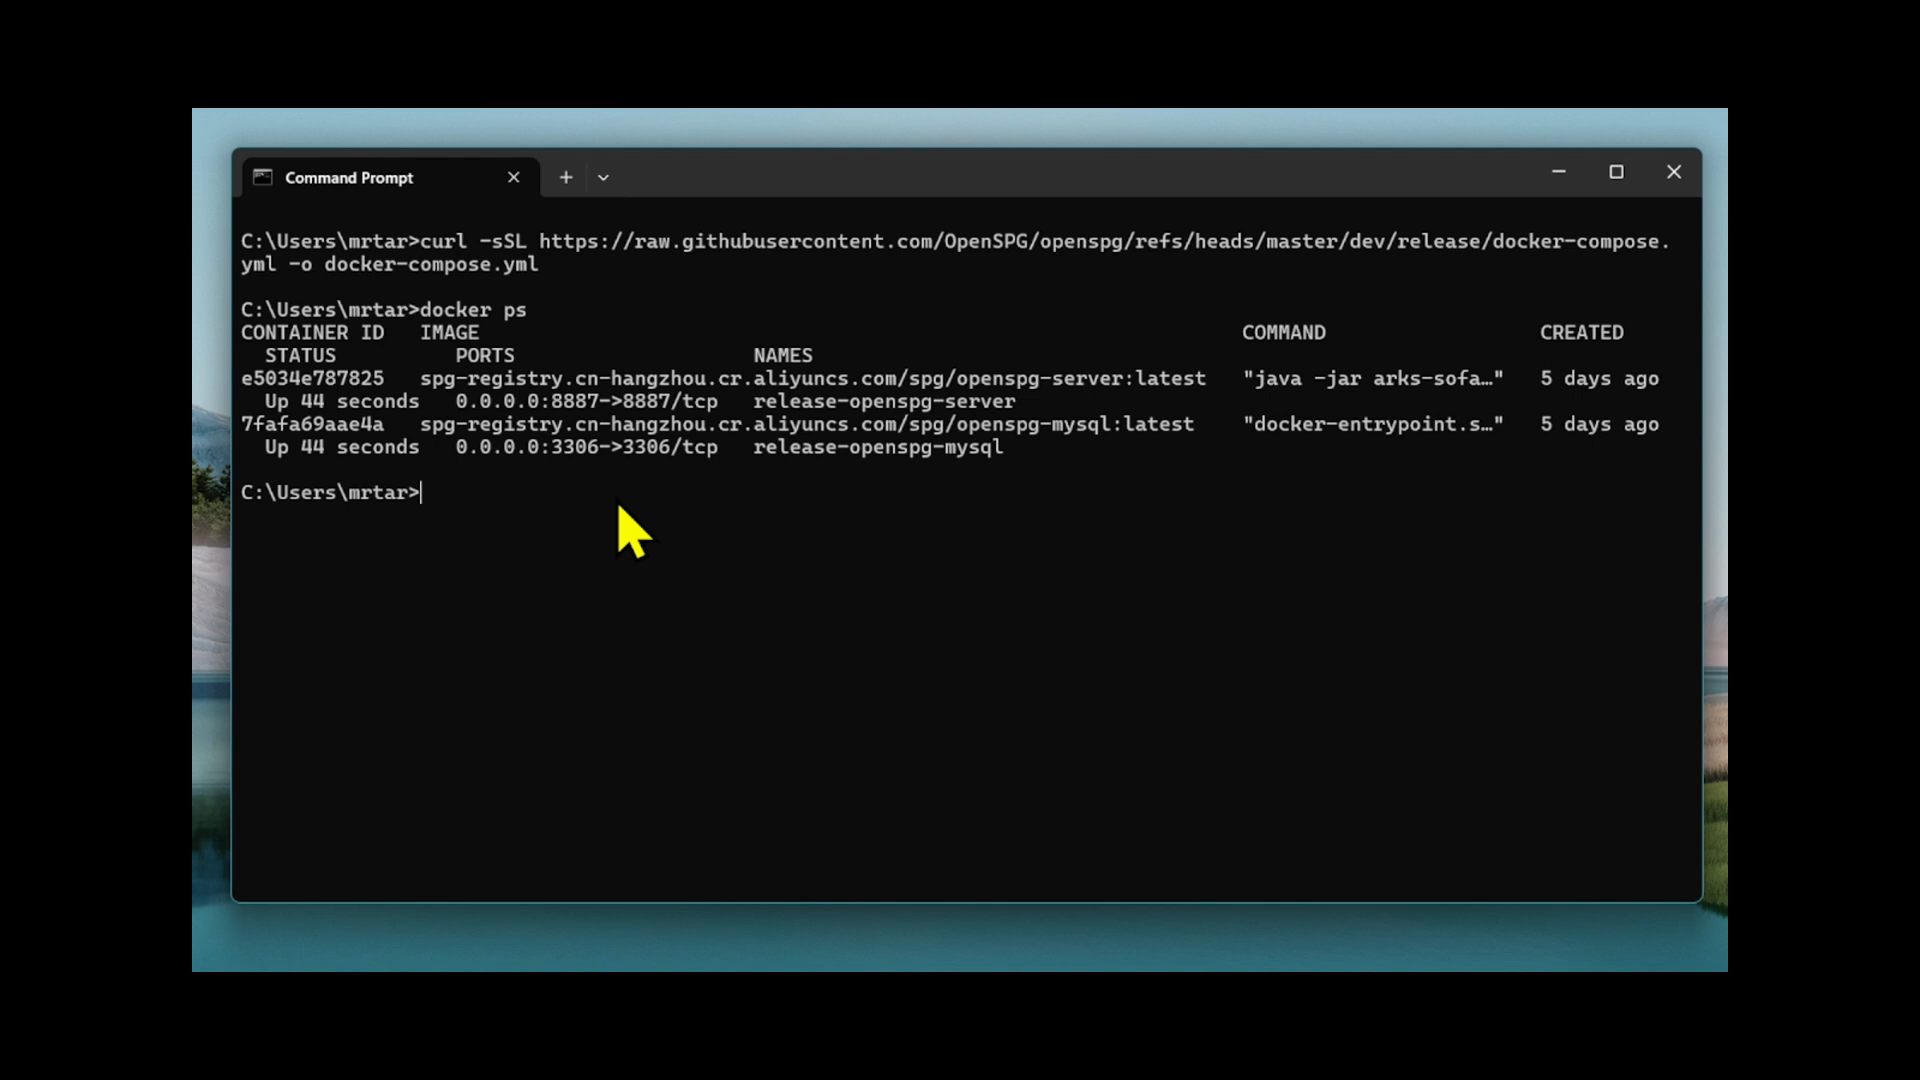 Command Prompt
C:\Users\mrtar>curl -sSL https://raw.githubusercontent.com/OpenSPG/openspg/refs/heads/master/dev/release/docker-compose.
yml -o docker-compose.yml
C:\Users\mrtar>docker ps
CONTAINER ID   IMAGE                                                                COMMAND                  CREATED
  STATUS          PORTS                    NAMES
e5034e787825   spg-registry.cn-hangzhou.cr.aliyuncs.com/spg/openspg-server:latest   "java -jar arks-sofa…"   5 days ago
  Up 44 seconds   0.0.0.0:8887->8887/tcp   release-openspg-server
7fafa69aae4a   spg-registry.cn-hangzhou.cr.aliyuncs.com/spg/openspg-mysql:latest    "docker-entrypoint.s…"   5 days ago
  Up 44 seconds   0.0.0.0:3306->3306/tcp   release-openspg-mysql
C:\Users\mrtar>